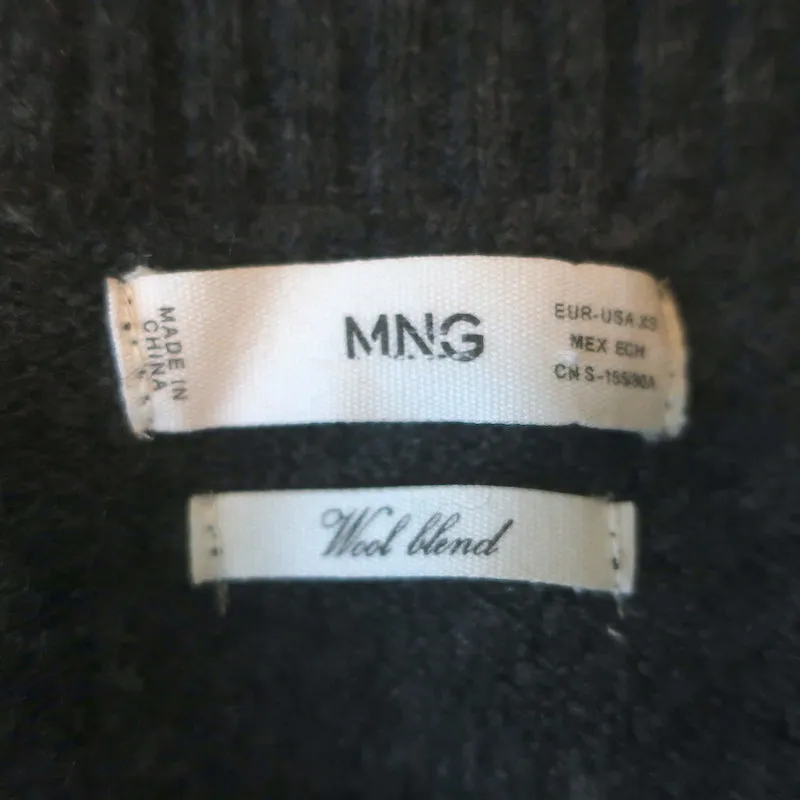 MADE IN
CHINA
MNG
EUR-USA XS
MEX ECH
CN S-155/80A
Wool blend